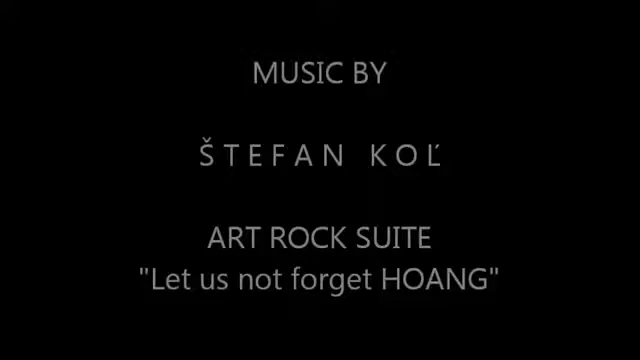 MUSIC BY
ŠTEFAN KOĽ
ART ROCK SUITE
"Let us not forget HOANG"